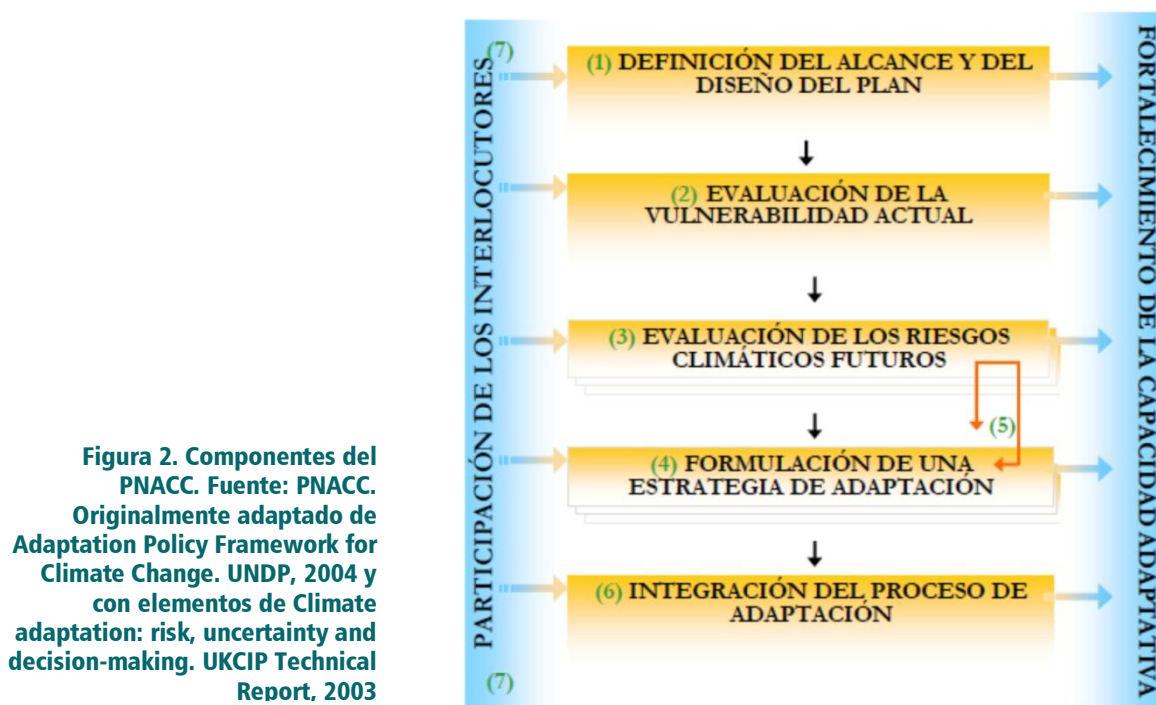 Figura 2. Componentes del
PNACC. Fuente: PNACC.
Originalmente adaptado de
Adaptation Policy Framework for
Climate Change. UNDP, 2004 y
con elementos de Climate
adaptation: risk, uncertainty and
decision-making. UKCIP Technical
Report, 2003
(7)
PARTICIPACIÓN DE LOS INTERLOCUTORES
(7)
(1) DEFINICIÓN DEL ALCANCE Y DEL
DISEÑO DEL PLAN
(2) EVALUACIÓN DE LA
VULNERABILIDAD ACTUAL
(3) EVALUACIÓN DE LOS RIESGOS
CLIMÁTICOS FUTUROS
(5)
(4) FORMULACIÓN DE UNA
ESTRATEGIA DE ADAPTACIÓN
(6) INTEGRACIÓN DEL PROCESO DE
ADAPTACIÓN
FORTALECIMIENTO DE LA CAPACIDAD ADAPTATIVA